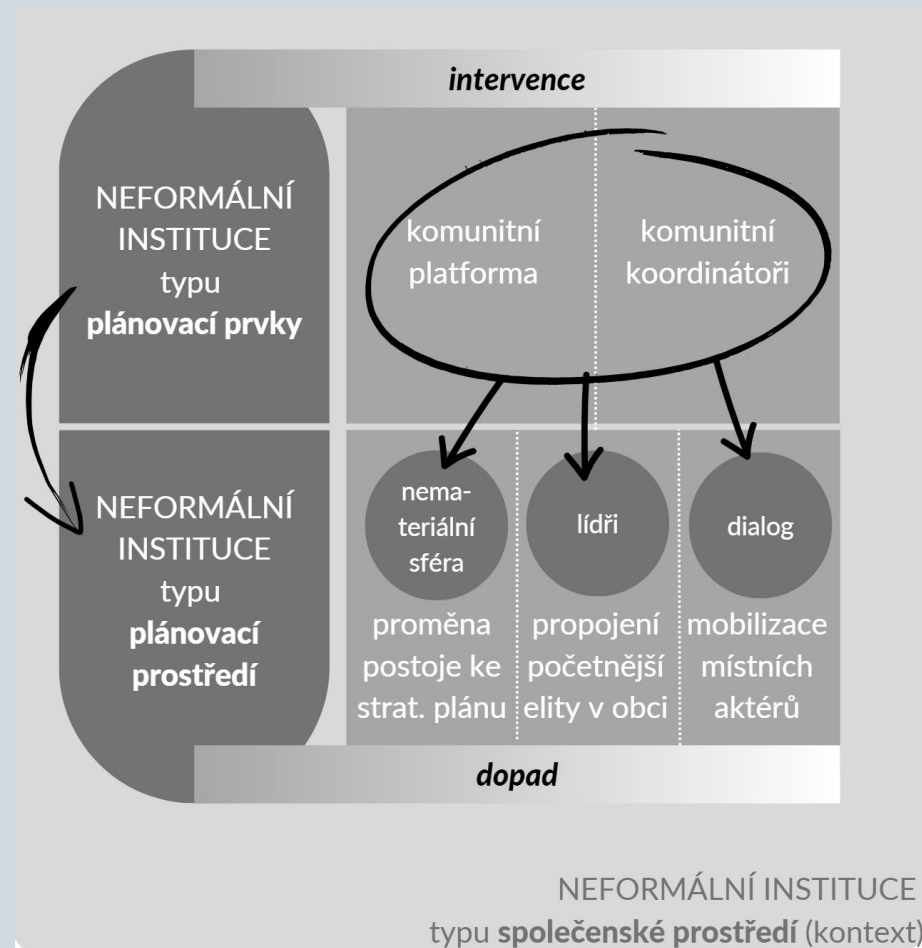 intervence
NEFORMÁLNÍ
INSTITUCE
typu
plánovací prvky
komunitní
platforma
komunitní
koordinátoři
NEFORMÁLNÍ
INSTITUCE
typu
plánovací
prostředí
nema-
teriální
sféra
lídři
dialog
proměna
postoje ke
strat. plánu
propojení
početnější
elity v obci
mobilizace
místních
aktérů
dopad
NEFORMÁLNÍ INSTITUCE
typu společenské prostředí (kontext)